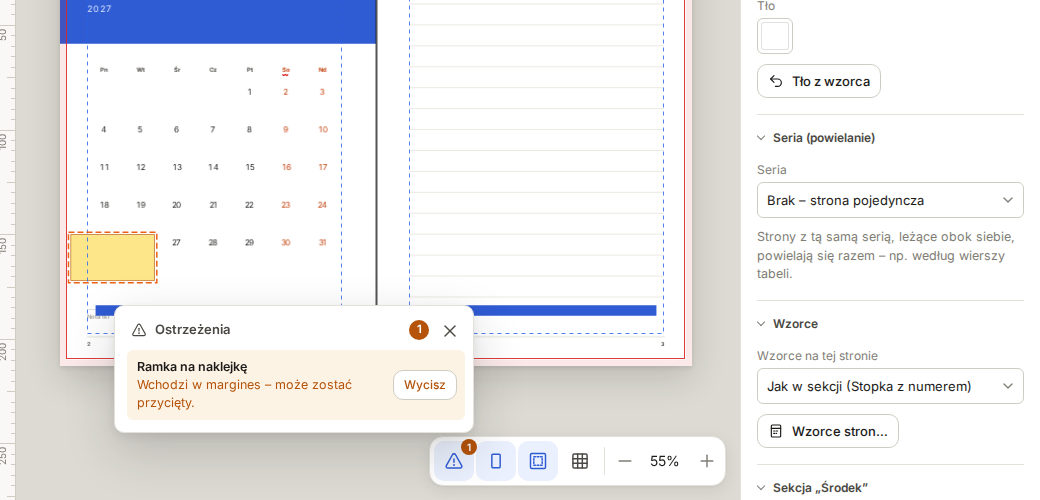 2027
Pn Wt Śr Cz Pt So Nd
1 2 3
4 5 6 7 8 9 10
11 12 13 14 15 16 17
18 19 20 21 22 23 24
27 28 29 30 31
2
3
50
100
150
200
250
Ostrzeżenia
1
Ramka na naklejkę
Wchodzi w margines – może zostać
przycięty.
Wycisz
1
55%
Tło
Tło z wzorca
Seria (powielanie)
Seria
Brak – strona pojedyncza
Strony z tą samą serią, leżące obok siebie,
powielają się razem – np. według wierszy
tabeli.
Wzorce
Wzorce na tej stronie
Jak w sekcji (Stopka z numerem)
Wzorce stron...
Sekcja „Środek”